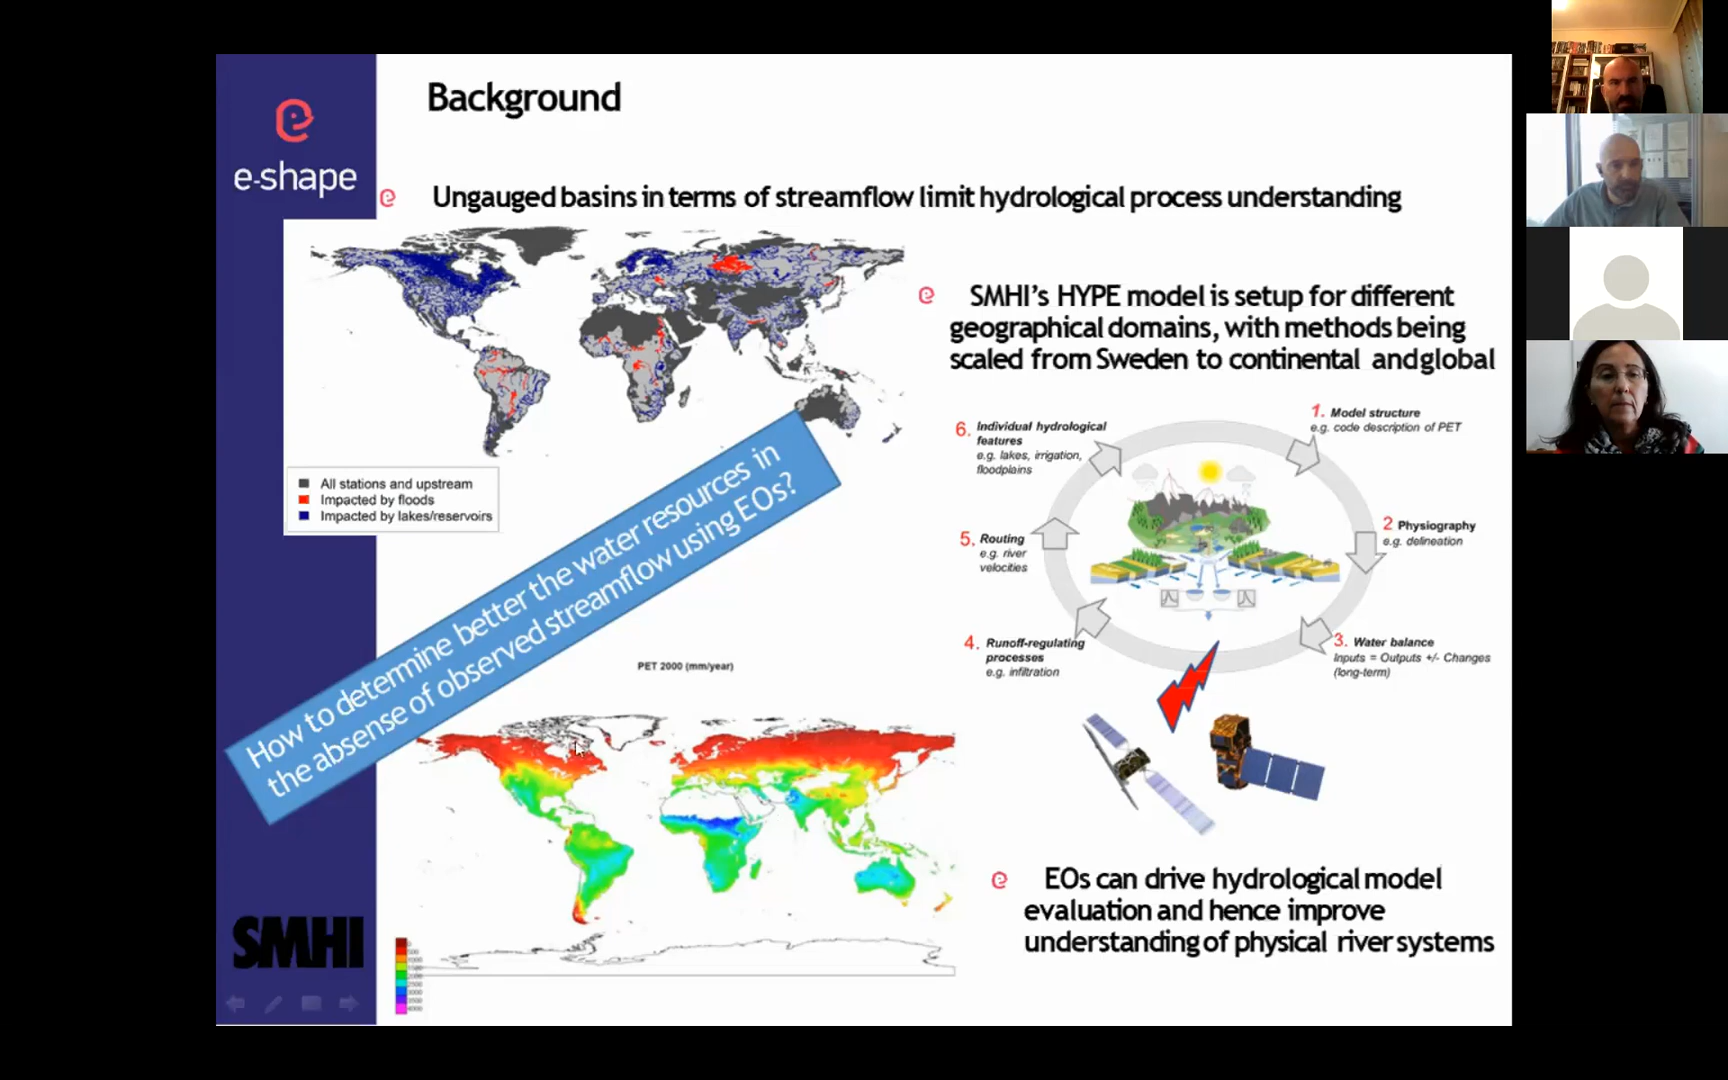 Background
e-shape
Ungauged basins in terms of streamflow limit hydrological process understanding
SMHI's HYPE model is setup for different
geographical domains, with methods being
scaled from Sweden to continental and global
All stations and upstream
Impacted by floods
Impacted by lakes/reservoirs
How to determine better the water resources in
the absense of observed streamflow using EOs?
1. Model structure
e.g. code description of PET
2 Physiography
e.g. delineation
3. Water balance
Inputs = Outputs +/- Changes
(long-term)
4. Runoff-regulating
processes
e.g. infiltration
5. Routing
e.g. river
velocities
6. Individual hydrological
features
e.g. lakes, irrigation,
floodplains
PET 2000 (mm/year)
EOs can drive hydrological model
evaluation and hence improve
understanding of physical river systems
SMHI